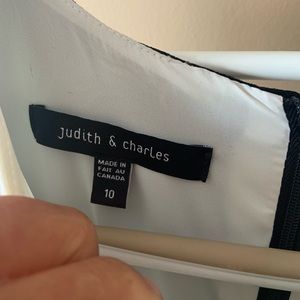 judith & charles
MADE IN
FAIT AU
CANADA
10